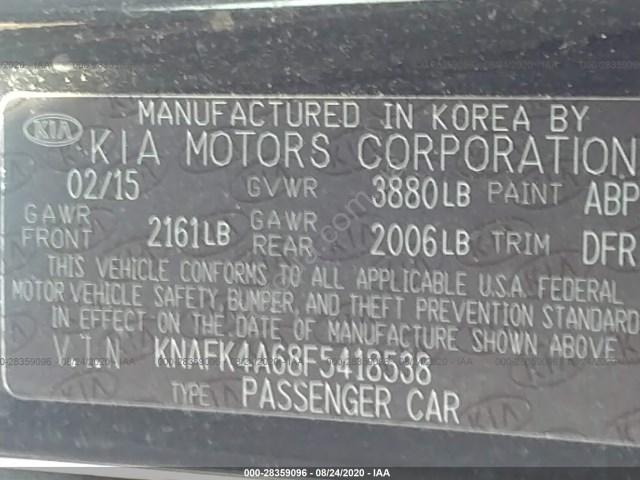 MANUFACTURED IN KOREA BY
KIA KIA MOTORS CORPORATION
02/15 GVWR 3880LB PAINT ABP
GAWR FRONT 2161LB GAWR REAR 2006LB TRIM DFR
THIS VEHICLE CONFORMS TO ALL APPLICABLE U.S.A. FEDERAL
MOTOR VEHICLE SAFETY, BUMPER, AND THEFT PREVENTION STANDARD
IN EFFECT ON THE DATE OF MANUFACTURE SHOWN ABOVE
V.I.N
TYPE PASSENGER CAR
000-28359096 - 08/24/2020 - IAA